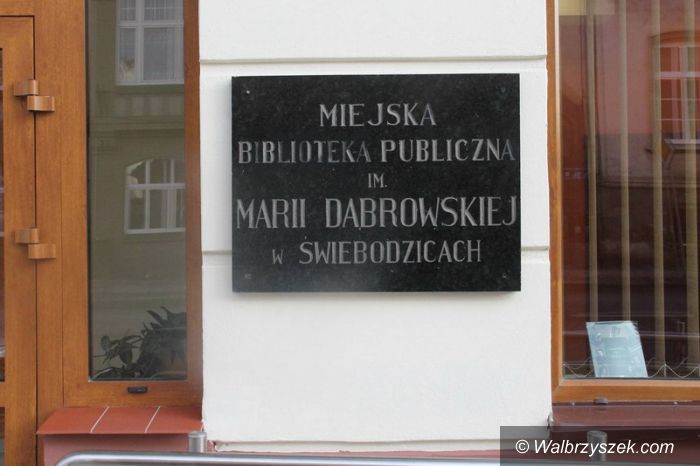 MIEJSKA
BIBLIOTEKA PUBLICZNA
IM.
MARII DĄBROWSKIEJ
W ŚWIEBODZICACH
© Walbrzyszek.com